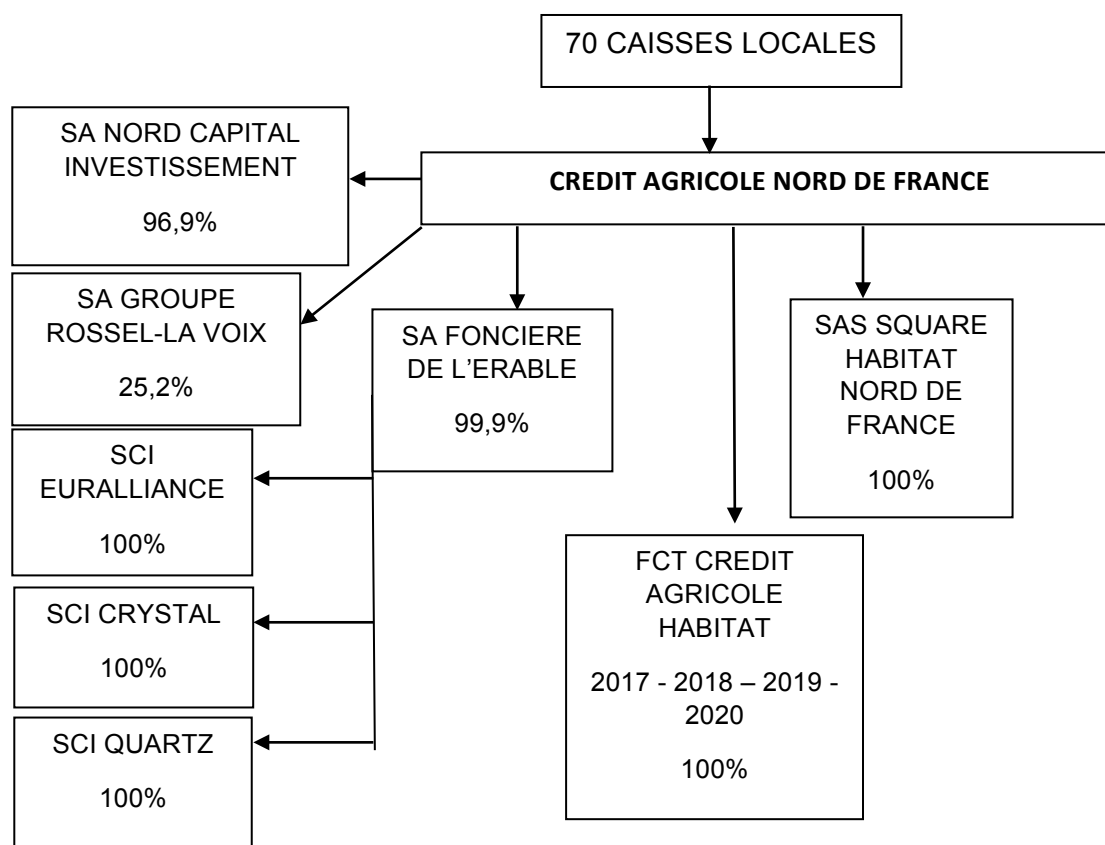 70 CAISSES LOCALES
SA NORD CAPITAL
INVESTISSEMENT
96,9%
CREDIT AGRICOLE NORD DE FRANCE
SA GROUPE
ROSSEL-LA VOIX
25,2%
SA FONCIERE
DE L’ERABLE
99,9%
SAS SQUARE
HABITAT
NORD DE
FRANCE
100%
SCI
EURALLIANCE
100%
FCT CREDIT
AGRICOLE
HABITAT
2017 - 2018 – 2019 -
2020
100%
SCI CRYSTAL
100%
SCI QUARTZ
100%